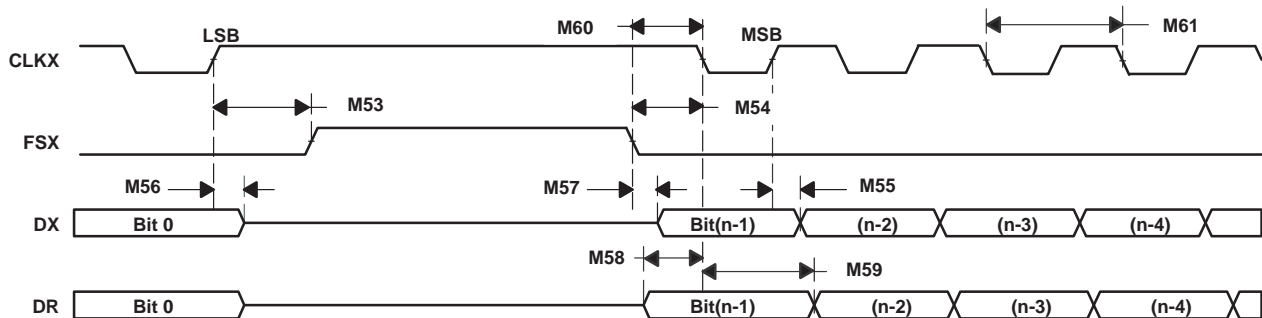 LSB M60 MSB M61
CLKX
M53 M54
FSX
M56 M57 M55
DX Bit 0 Bit(n-1) (n-2) (n-3) (n-4)
M58 M59
DR Bit 0 Bit(n-1) (n-2) (n-3) (n-4)